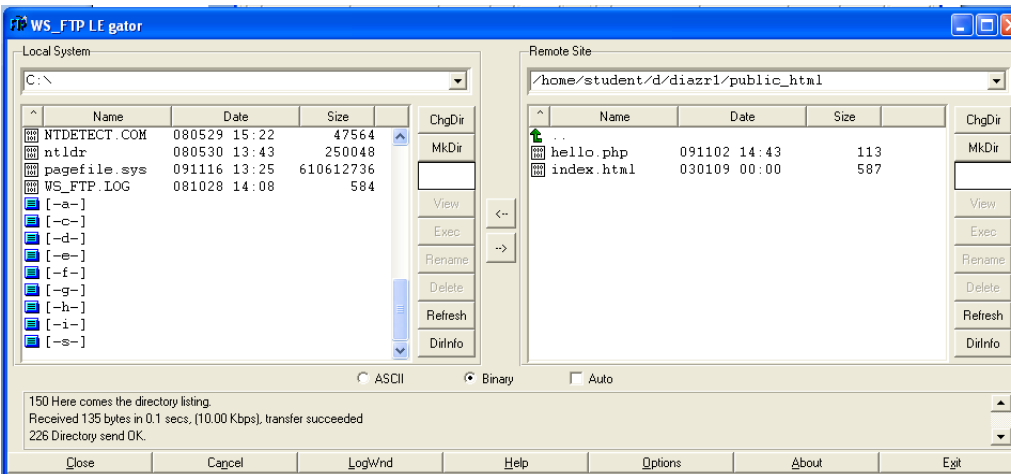 WS_FTP LE gator
Local System
C:\
^ Name Date Size
NTDETECT.COM 080529 15:22 47564
ntldr 080530 13:43 250048
pagefile.sys 091116 13:25 610612736
WS_FTP.LOG 081028 14:08 584
[-a-]
[-c-]
[-d-]
[-e-]
[-f-]
[-g-]
[-h-]
[-i-]
[-s-]
ChgDir
MkDir
View
Exec
Rename
Delete
Refresh
DirInfo
<--
-->
Remote Site
/home/student/d/diazr1/public_html
^ Name Date Size
..
hello.php 091102 14:43 113
index.html 030109 00:00 587
ChgDir
MkDir
View
Exec
Rename
Delete
Refresh
DirInfo
ASCII Binary Auto
150 Here comes the directory listing.
Received 135 bytes in 0.1 secs, (10.00 Kbps), transfer succeeded
226 Directory send OK.
Close Cancel LogWnd Help Options About Exit